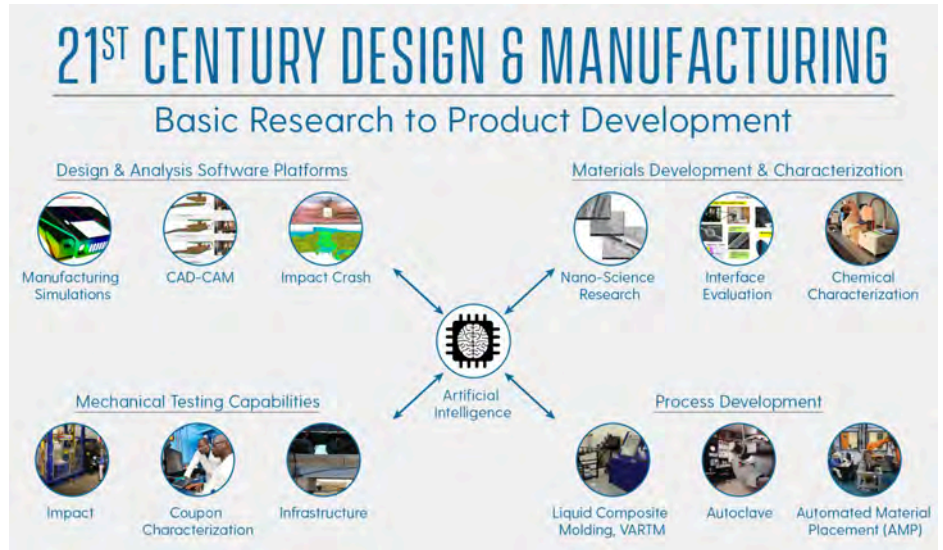 21ST CENTURY DESIGN & MANUFACTURING
Basic Research to Product Development
Design & Analysis Software Platforms
Manufacturing
Simulations
CAD-CAM
Impact Crash
Materials Development & Characterization
Nano-Science
Research
Interface
Evaluation
Chemical
Characterization
Artificial
Intelligence
Mechanical Testing Capabilities
Impact
Coupon
Characterization
Infrastructure
Process Development
Liquid Composite
Molding, VARTM
Autoclave
Automated Material
Placement (AMP)